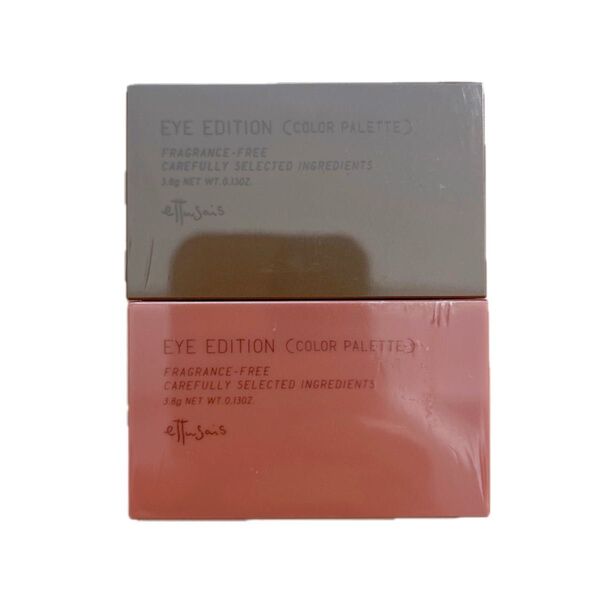 EYE EDITION (COLOR PALETTE)
FRAGRANCE-FREE
CAREFULLY SELECTED INGREDIENTS
3.8g NET WT.0.13OZ.
ettusais
EYE EDITION (COLOR PALETTE)
FRAGRANCE-FREE
CAREFULLY SELECTED INGREDIENTS
3.8g NET WT.0.13OZ.
ettusais